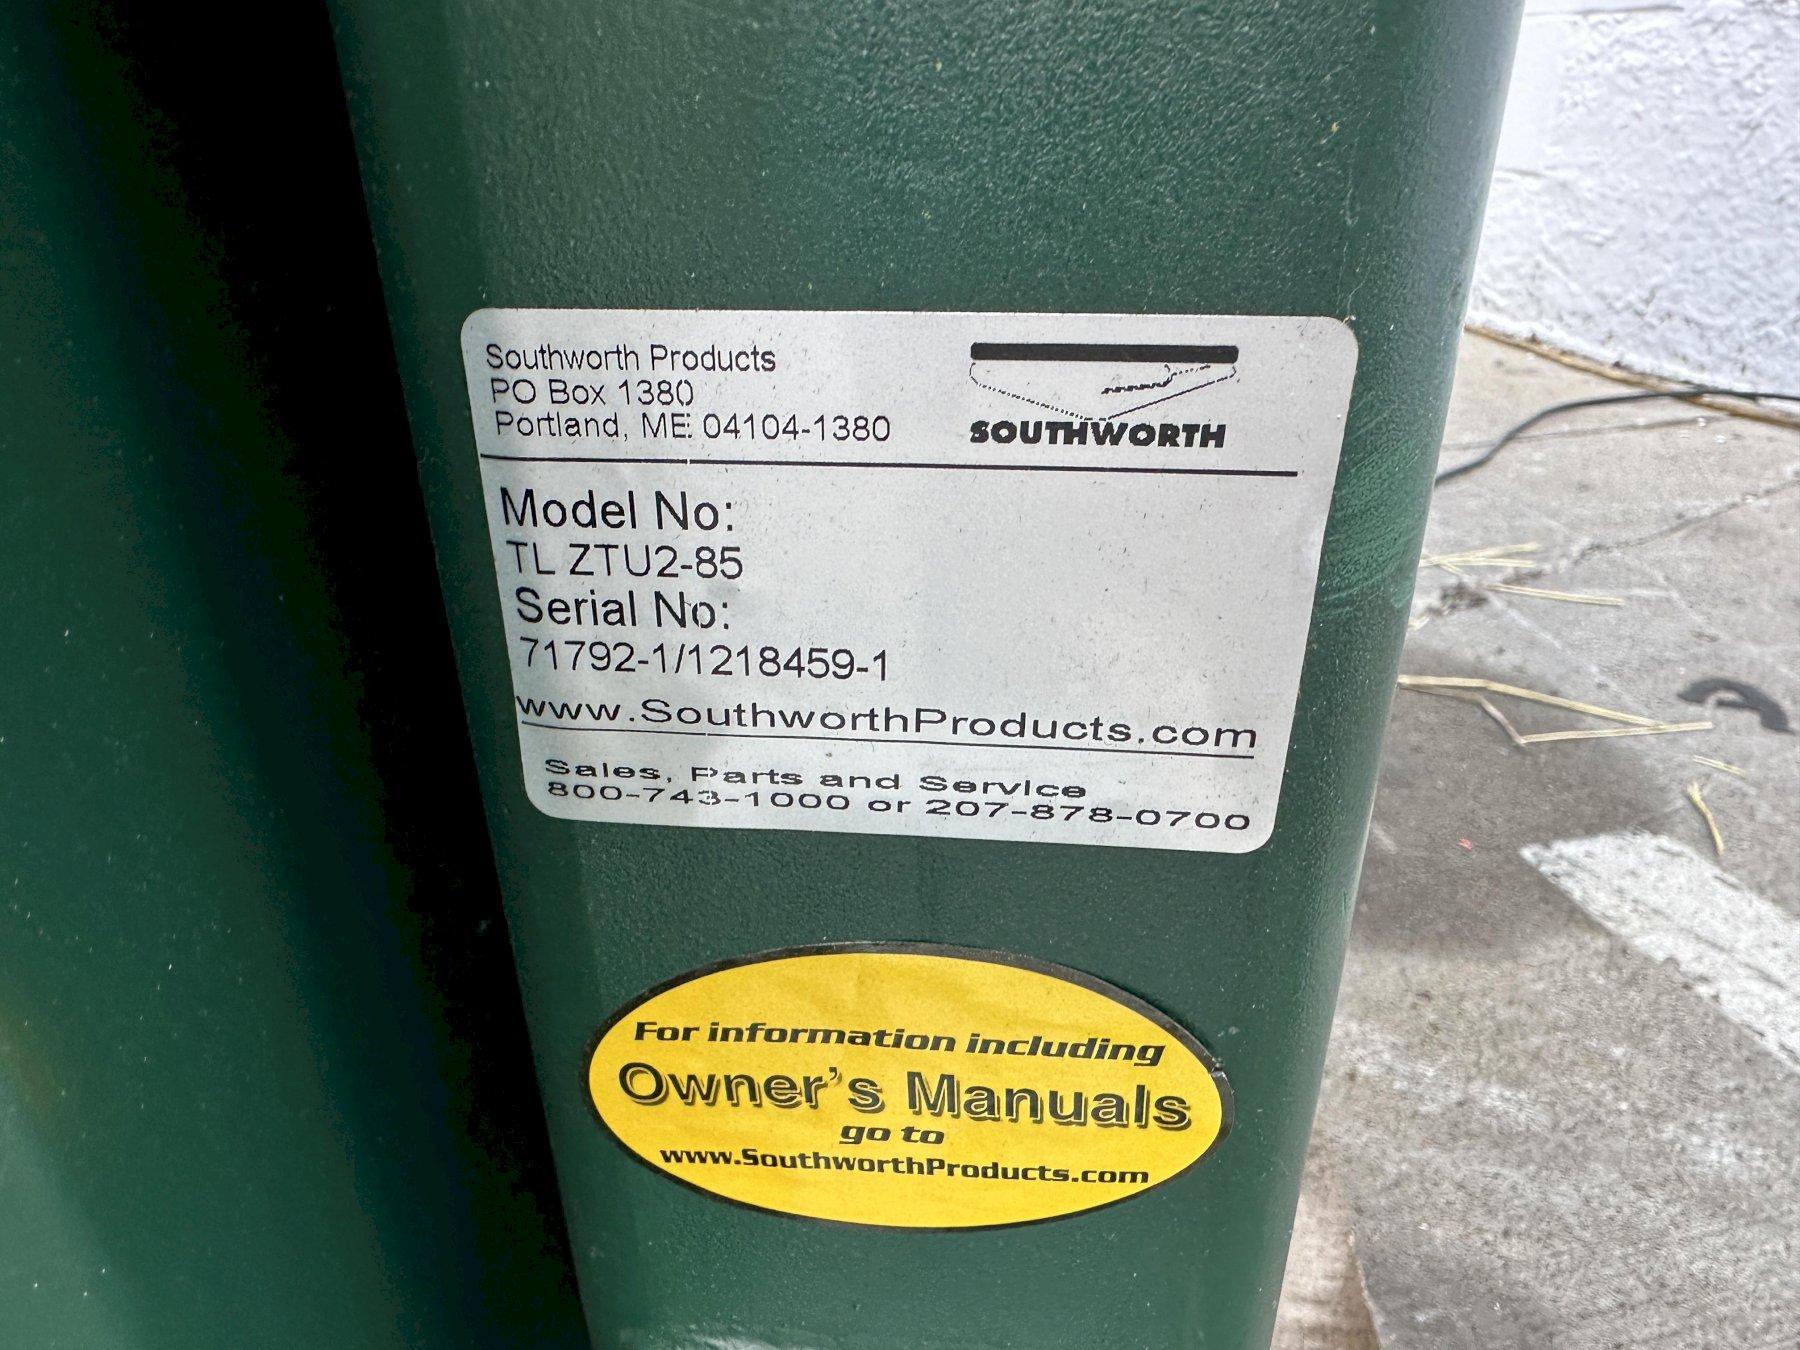 Southworth Products
PO Box 1380
Portland, ME. 04104-1380
SOUTHWORTH
Model No:
TL ZTU2-85
Serial No:
71792-1/1218459-1
www.SouthworthProducts.com
Sales, Parts and Service
800-743-1000 or 207-878-0700
For information including
Owner's Manuals
go to
www.SouthworthProducts.com